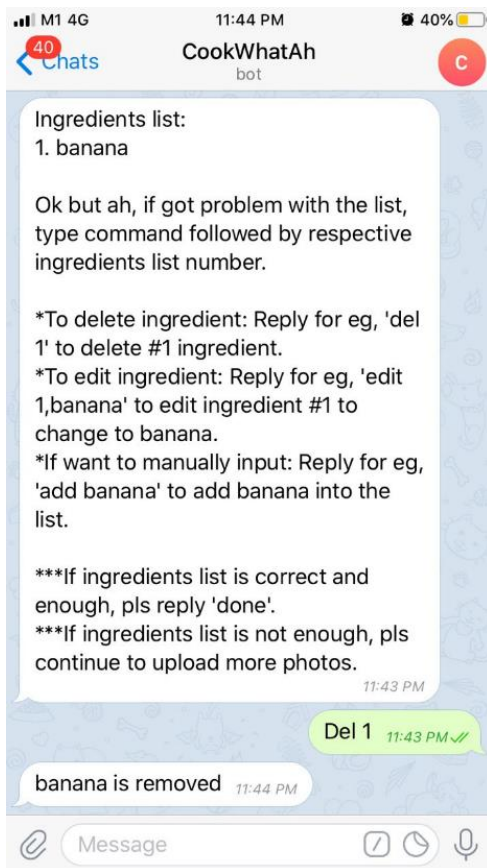 M1 4G 11:44 PM 40%
40
Chats CookWhatAh
bot
C
Ingredients list:
1. banana
Ok but ah, if got problem with the list,
type command followed by respective
ingredients list number.
*To delete ingredient: Reply for eg, 'del
1' to delete #1 ingredient.
*To edit ingredient: Reply for eg, 'edit
1,banana' to edit ingredient #1 to
change to banana.
*If want to manually input: Reply for eg,
'add banana' to add banana into the
list.
***If ingredients list is correct and
enough, pls reply 'done'.
***If ingredients list is not enough, pls
continue to upload more photos.
11:43 PM
Del 1 11:43 PM
banana is removed 11:44 PM
Message